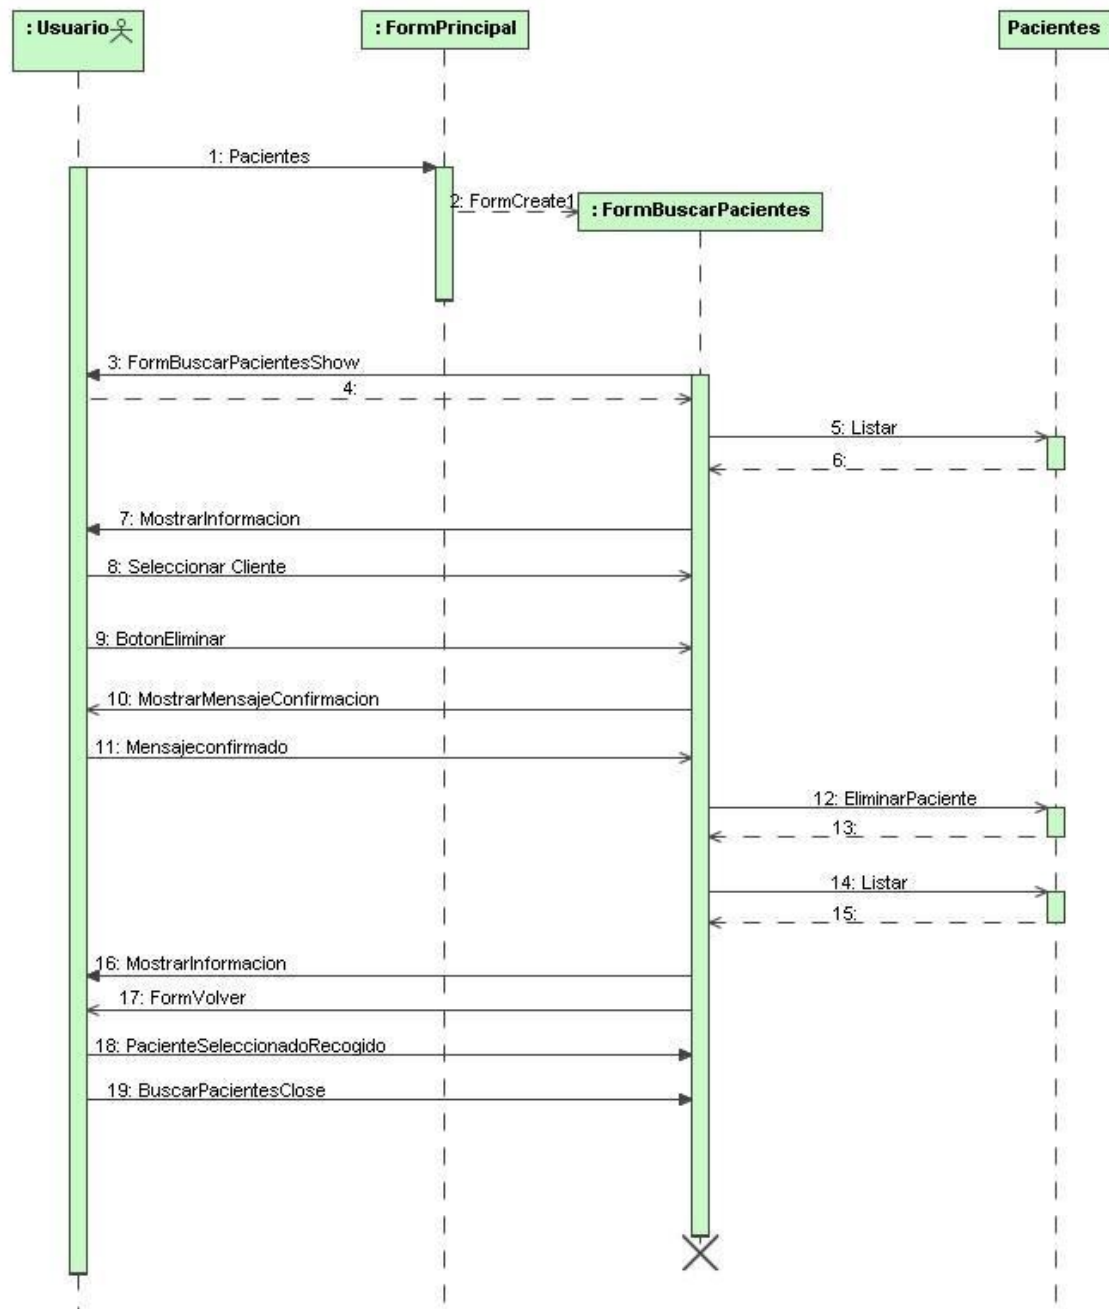 : Usuario
: FormPrincipal
Pacientes
1: Pacientes
2: FormCreate1
: FormBuscarPacientes
3: FormBuscarPacientesShow
4:
5: Listar
6:
7: MostrarInformacion
8: Seleccionar Cliente
9: BotonEliminar
10: MostrarMensajeConfirmacion
11: Mensajeconfirmado
12: EliminarPaciente
13:
14: Listar
15:
16: MostrarInformacion
17: FormVolver
18: PacienteSeleccionadoRecogido
19: BuscarPacientesClose